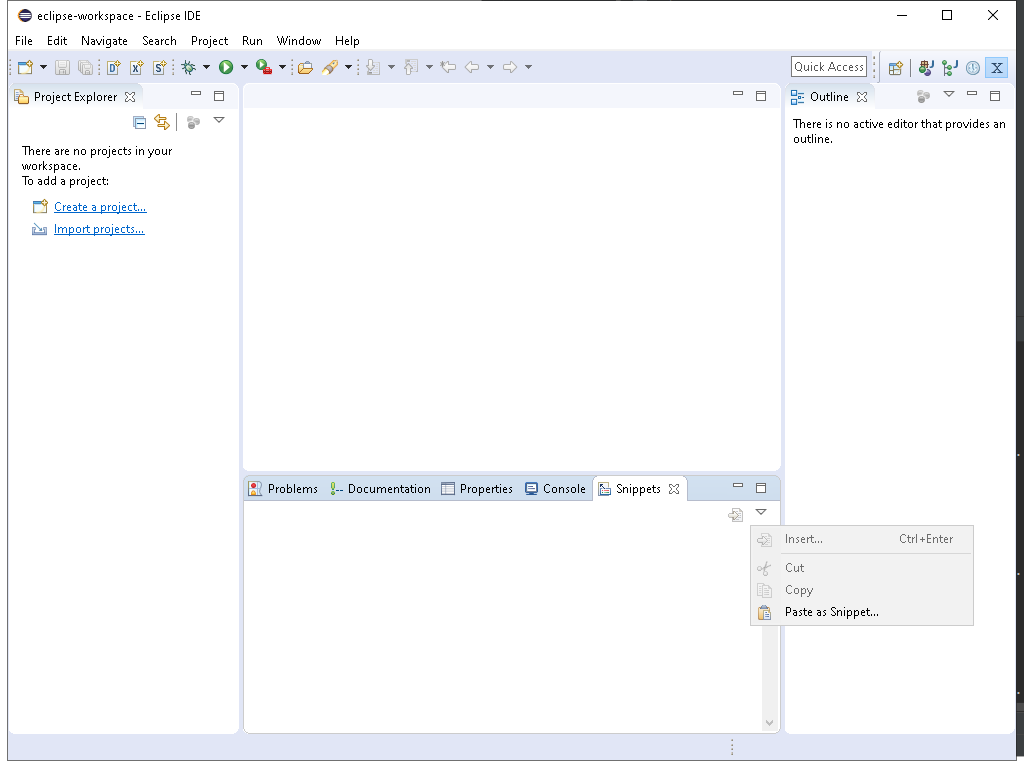 eclipse-workspace - Eclipse IDE
File Edit Navigate Search Project Run Window Help
Quick Access
Project Explorer
Outline
There are no projects in your
workspace.
To add a project:
Create a project...
Import projects...
There is no active editor that provides an
outline.
Problems Documentation Properties Console Snippets
Insert... Ctrl+Enter
Cut
Copy
Paste as Snippet...